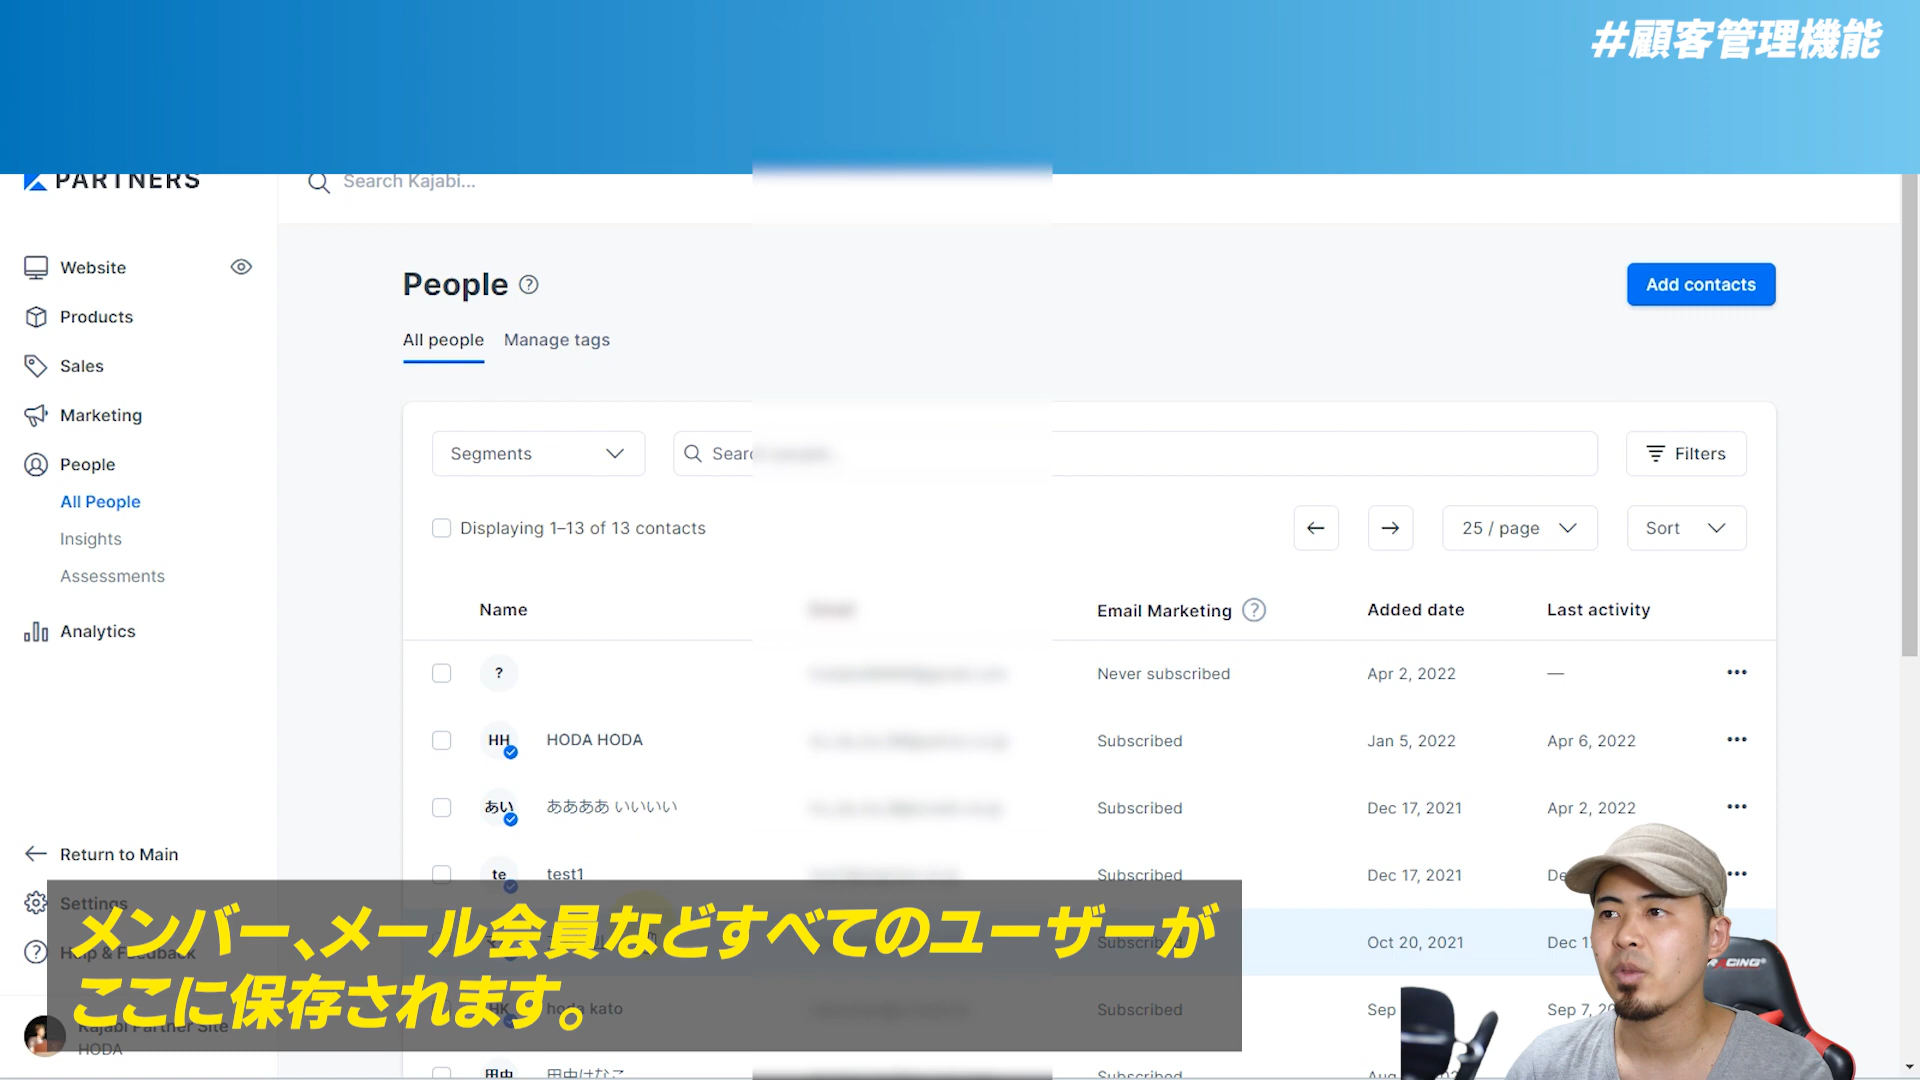 #顧客管理機能
PARTNERS
Search Kajabi...
Website
Products
Sales
Marketing
People
All People
Insights
Assessments
Analytics
Return to Main
Settings
Help & Feedback
Kajabi Partner Site
HODA
People ?
Add contacts
All people Manage tags
Segments
Filters
Displaying 1–13 of 13 contacts
25 / page
Sort
Name Email Marketing ? Added date Last activity
? Never subscribed Apr 2, 2022 —
HH HODA HODA Subscribed Jan 5, 2022 Apr 6, 2022
あい ああああ いいいい Subscribed Dec 17, 2021 Apr 2, 2022
te test1 Subscribed Dec 17, 2021
Subscribed Oct 20, 2021
HK hoda kato Subscribed Sep Sep 7,
田中 田中はなこ Subscribed Aug
メンバー、メール会員などすべてのユーザーが
ここに保存されます。
RACING